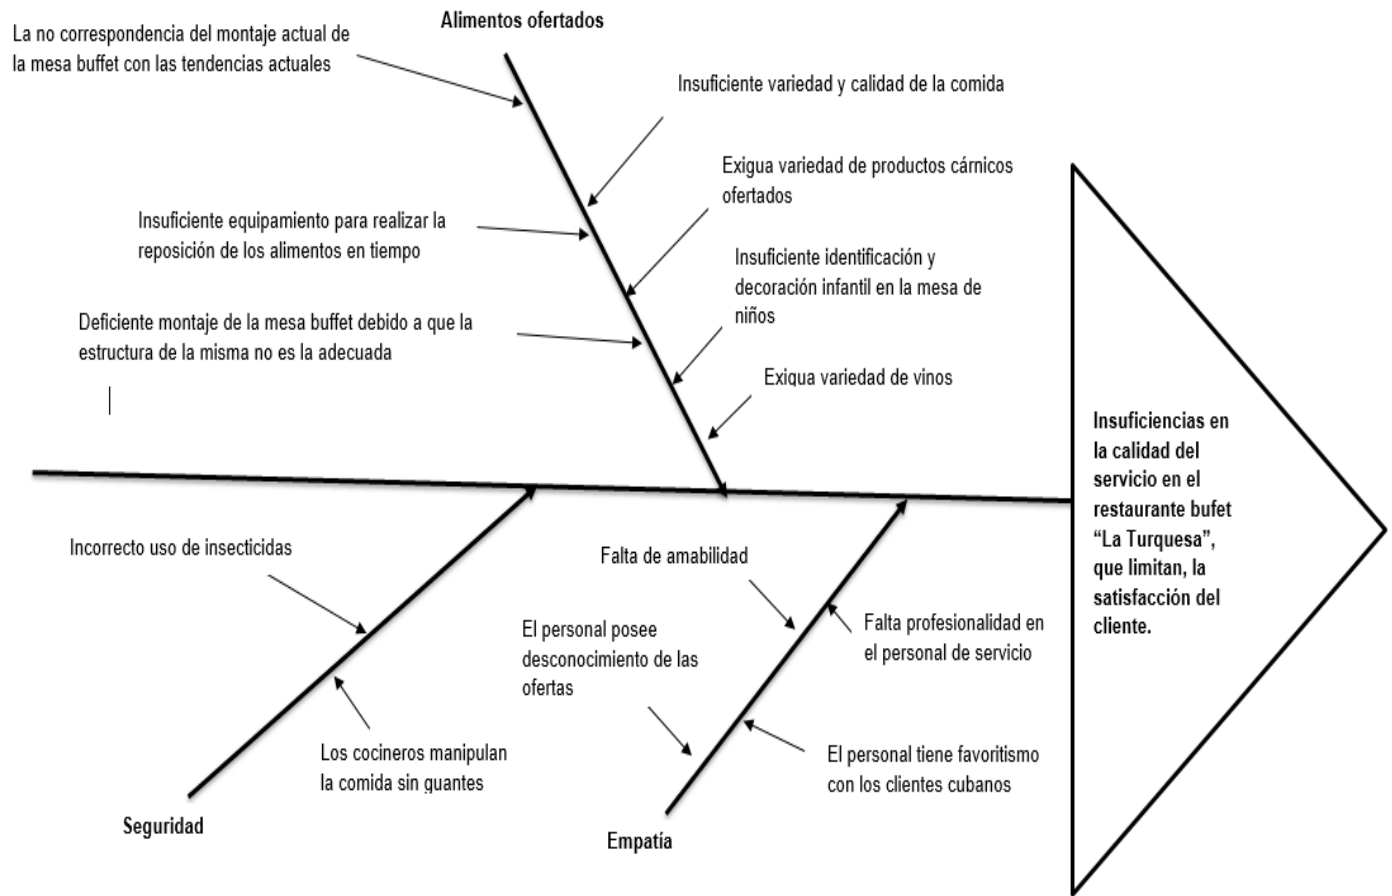 Alimentos ofertados
La no correspondencia del montaje actual de
la mesa buffet con las tendencias actuales
Insuficiente variedad y calidad de la comida
Exigua variedad de productos cárnicos
ofertados
Insuficiente equipamiento para realizar la
reposición de los alimentos en tiempo
Insuficiente identificación y
decoración infantil en la mesa de
niños
Deficiente montaje de la mesa buffet debido a que la
estructura de la misma no es la adecuada
Exigua variedad de vinos
Insuficiencias en
la calidad del
servicio en el
restaurante bufet
“La Turquesa”,
que limitan, la
satisfacción del
cliente.
Incorrecto uso de insecticidas
Los cocineros manipulan
la comida sin guantes
Seguridad
Falta de amabilidad
El personal posee
desconocimiento de las
ofertas
Falta profesionalidad en
el personal de servicio
El personal tiene favoritismo
con los clientes cubanos
Empatía